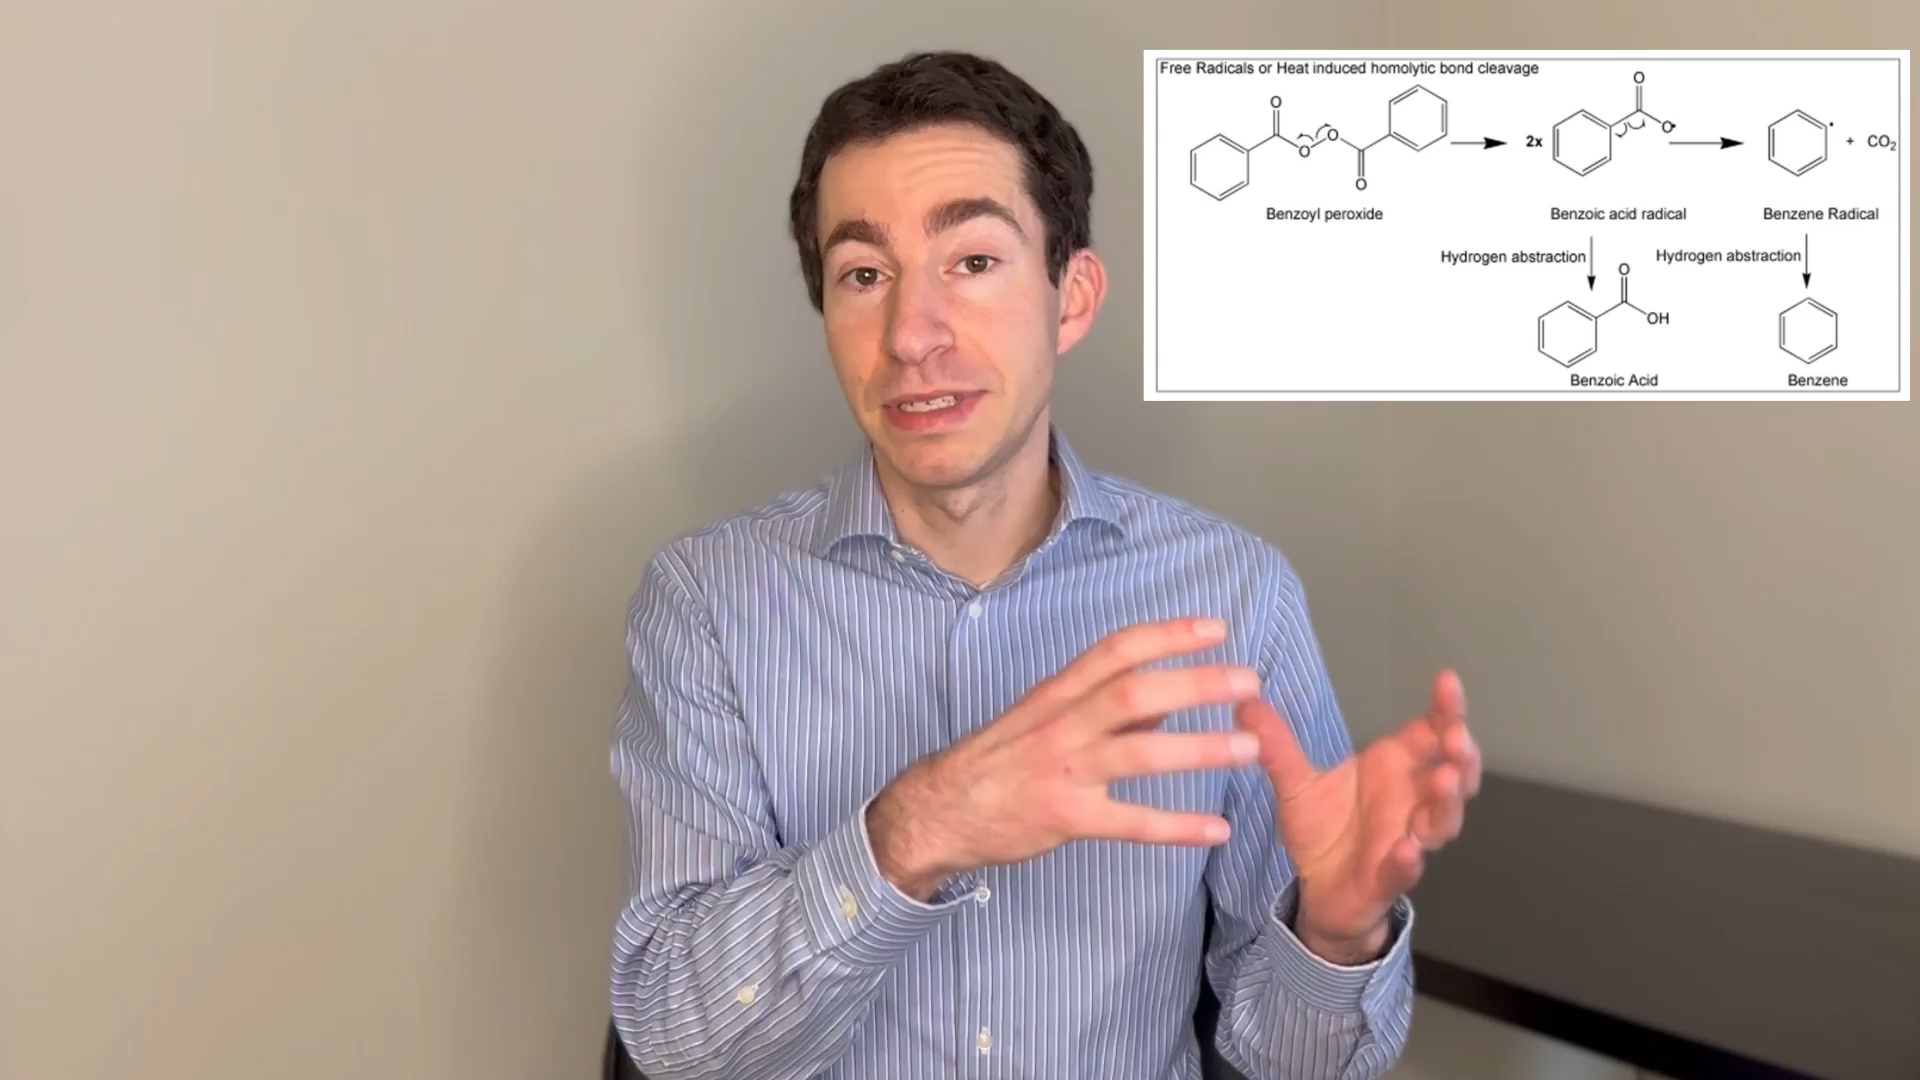 Free Radicals or Heat induced homolytic bond cleavage
O
O
O
O
Benzoyl peroxide
2x
O
O
Benzoic acid radical
+ CO2
Benzene Radical
Hydrogen abstraction
Hydrogen abstraction
O
OH
Benzoic Acid
Benzene